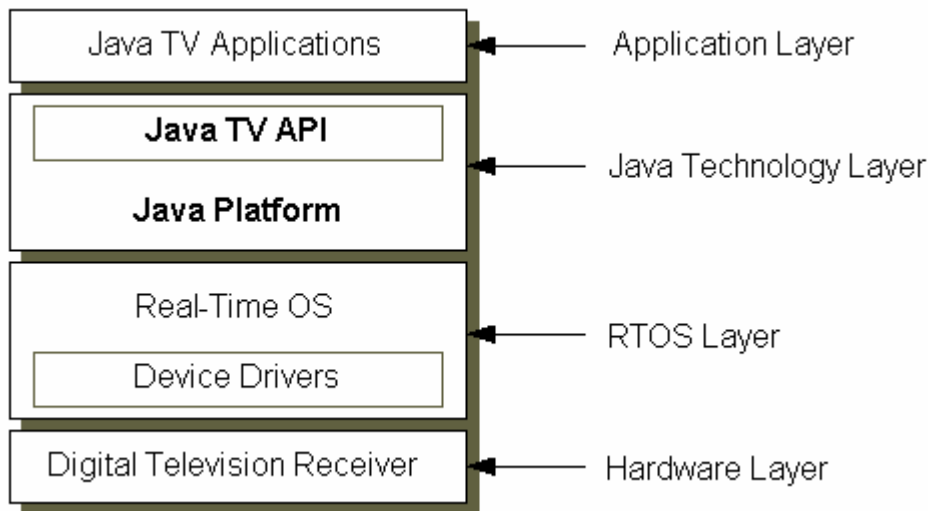 Java TV Applications
Application Layer
Java TV API
Java Technology Layer
Java Platform
Real-Time OS
RTOS Layer
Device Drivers
Digital Television Receiver
Hardware Layer